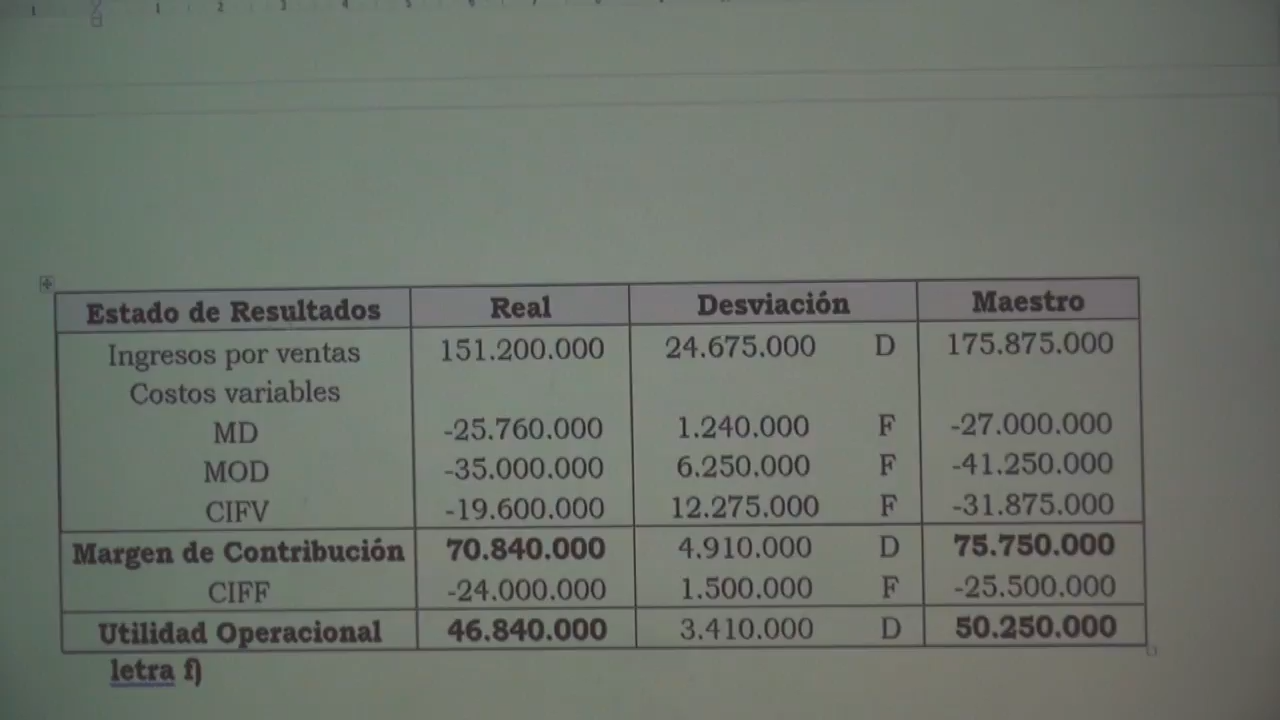 Estado de Resultados Real Desviación Maestro
Ingresos por ventas 151.200.000 24.675.000 D 175.875.000
Costos variables
MD -25.760.000 1.240.000 F -27.000.000
MOD -35.000.000 6.250.000 F -41.250.000
CIFV -19.600.000 12.275.000 F -31.875.000
Margen de Contribución 70.840.000 4.910.000 D 75.750.000
CIFF -24.000.000 1.500.000 F -25.500.000
Utilidad Operacional 46.840.000 3.410.000 D 50.250.000
letra f)